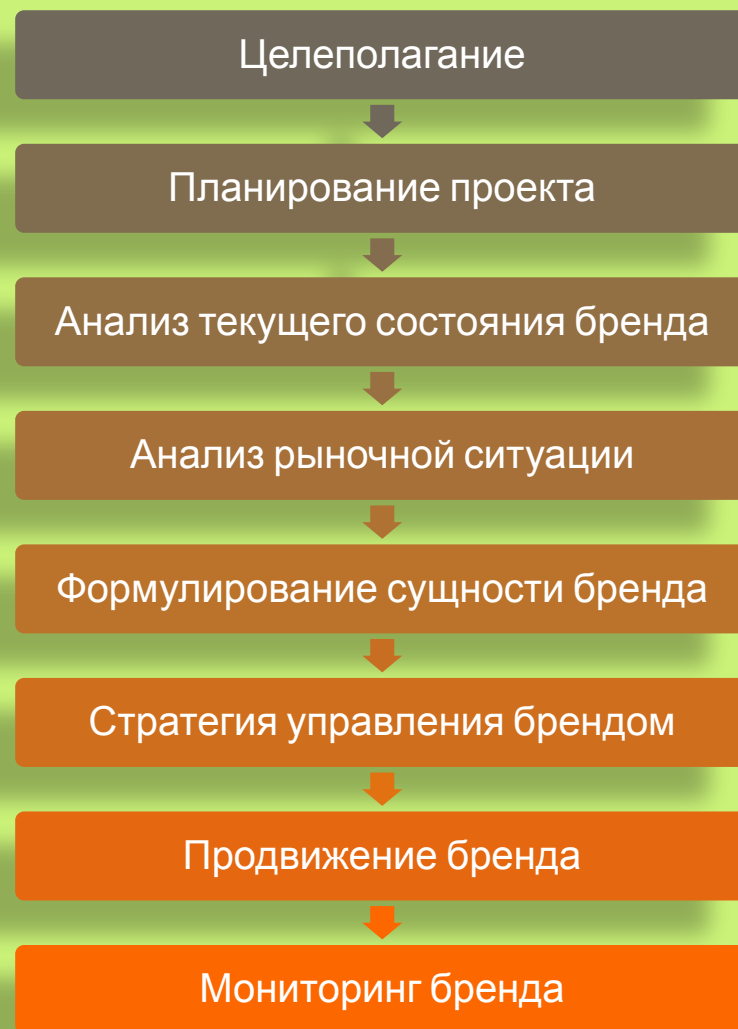 Целеполагание
Планирование проекта
Анализ текущего состояния бренда
Анализ рыночной ситуации
Формулирование сущности бренда
Стратегия управления брендом
Продвижение бренда
Мониторинг бренда